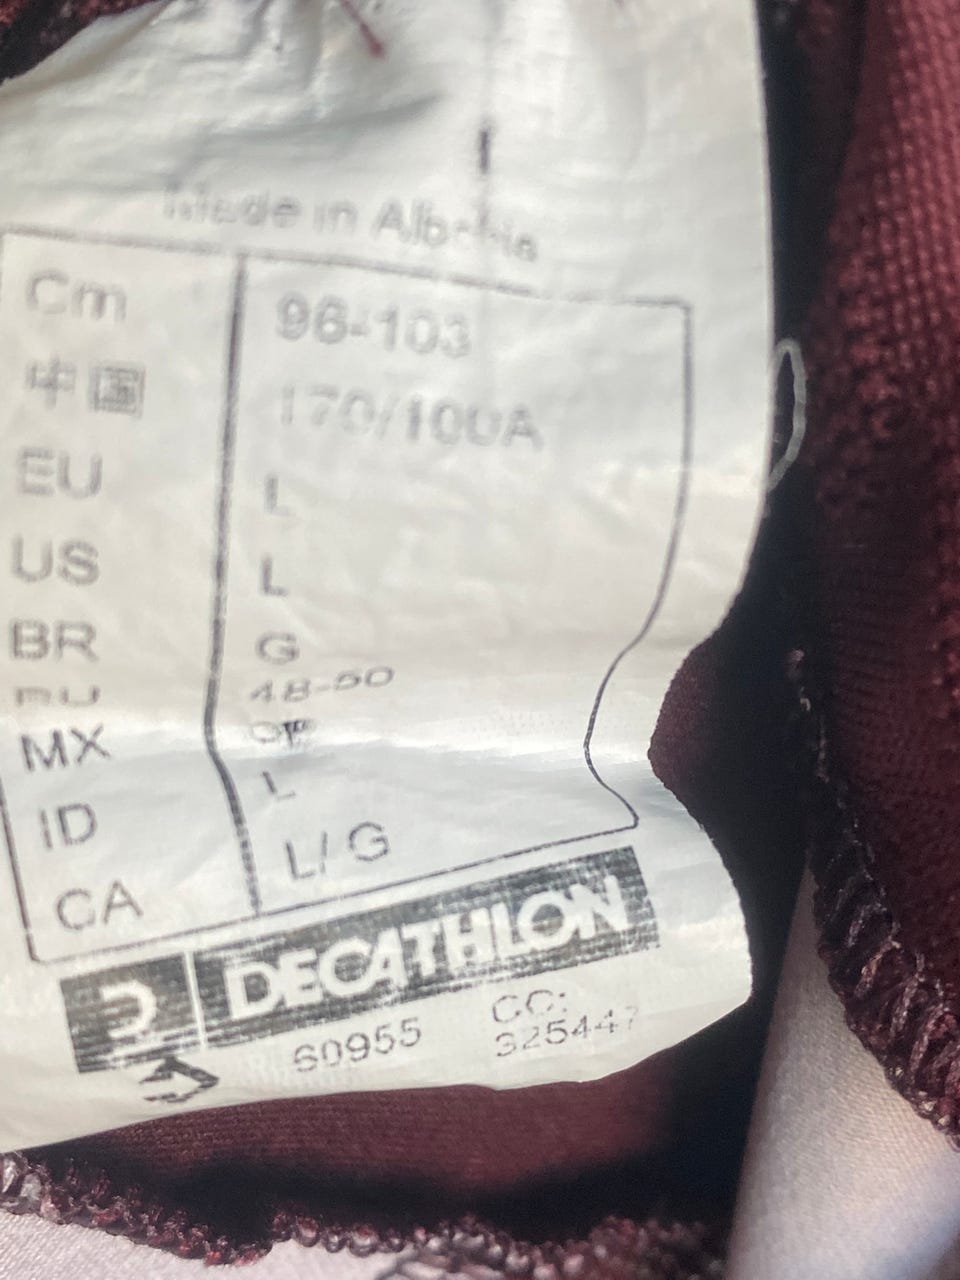 Made in Albania
Cm 96-103
中国 170/100A
EU L
US L
BR G
RU 48-50
MX
ID L
CA L/G
DECATHLON
60955 CC:
325447